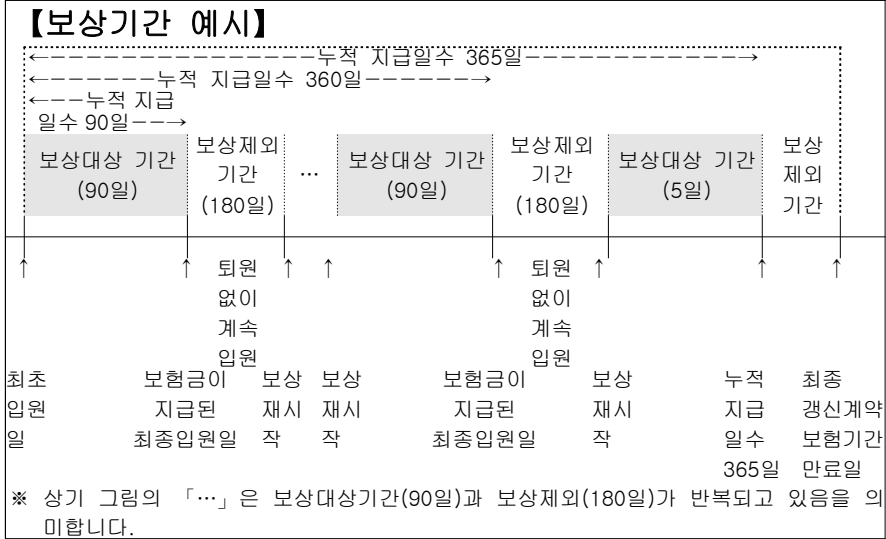 【보상기간 예시】
←---------------누적 지급일수 365일-----------→
←------누적 지급일수 360일------→
←--누적 지급
일수 90일--→
보상대상 기간
(90일)
보상제외
기간
(180일)
…
보상대상 기간
(90일)
보상제외
기간
(180일)
보상대상 기간
(5일)
보상
제외
기간
↑ ↑ ↑ ↑ ↑ ↑ ↑ ↑
퇴원
없이
계속
입원
퇴원
없이
계속
입원
최초
입원
일
보험금이
지급된
최종입원일
보상
재시
작
보상
재시
작
보험금이
지급된
최종입원일
보상
재시
작
누적
지급
일수
365일
최종
갱신계약
보험기간
만료일
※ 상기 그림의 「…」은 보상대상기간(90일)과 보상제외(180일)가 반복되고 있음을 의
미합니다.